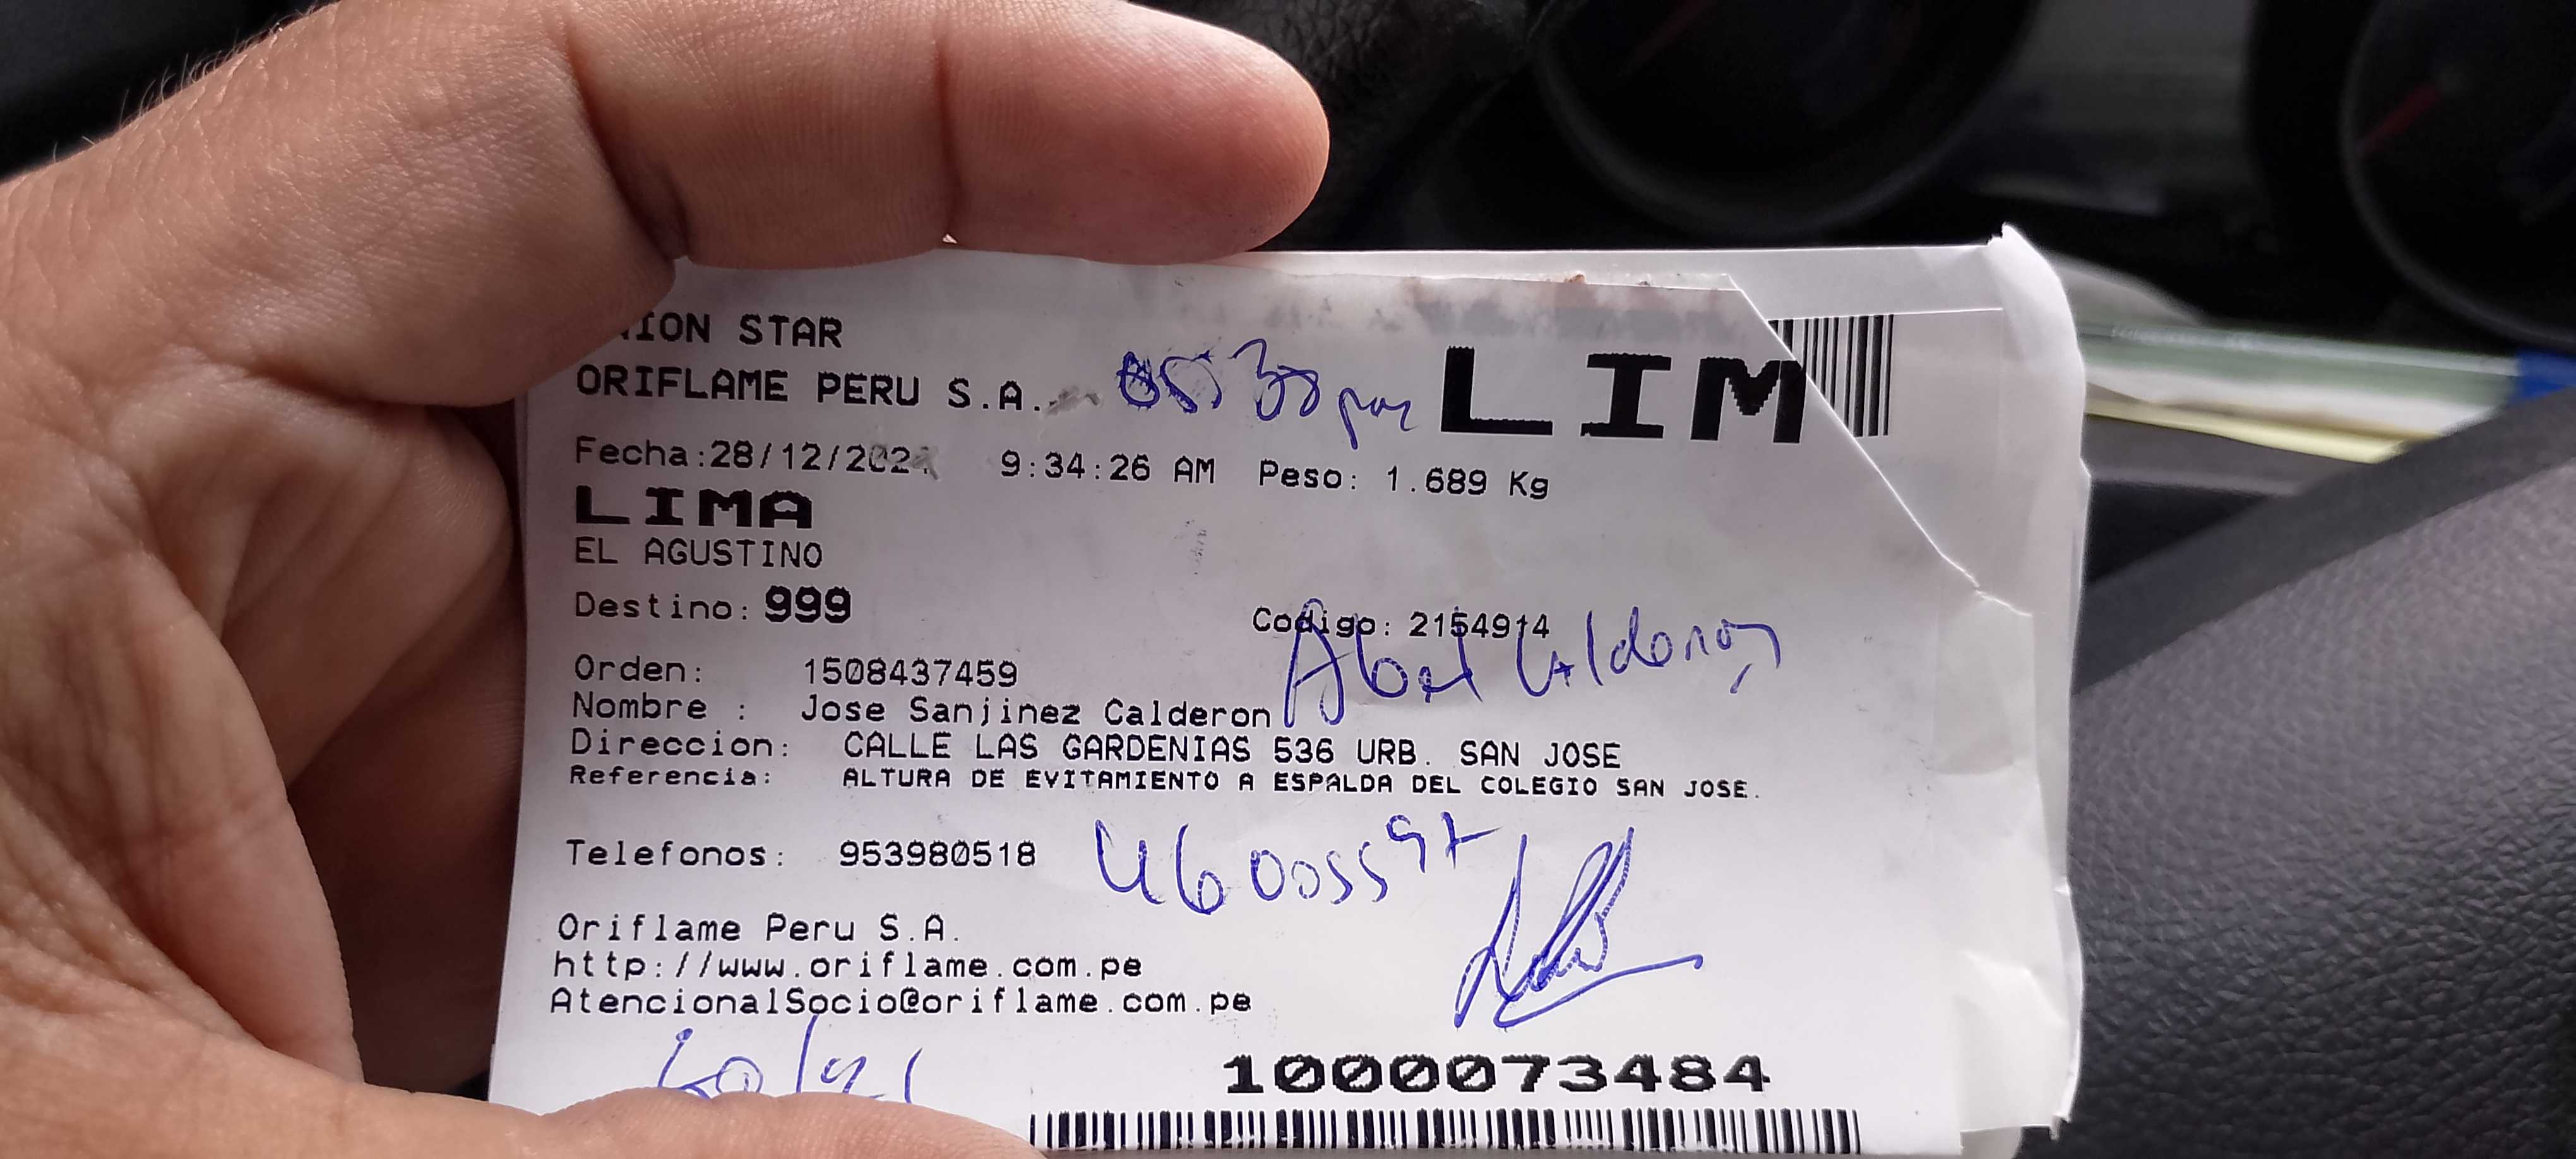 ION STAR
ORIFLAME PERU S.A.
LIM
Fecha:28/12/202 9:34:26 AM Peso: 1.689 Kg
LIMA
EL AGUSTINO
Destino: 999 Codigo: 2154914
Abel Calderon
Orden: 1508437459
Nombre : Jose Sanjinez Calderon
Direccion: CALLE LAS GARDENIAS 536 URB. SAN JOSE
Referencia: ALTURA DE EVITAMIENTO A ESPALDA DEL COLEGIO SAN JOSE.
Telefonos: 953980518
Oriflame Peru S.A.
http://www.oriflame.com.pe
AtencionalSocio@oriflame.com.pe
1000073484